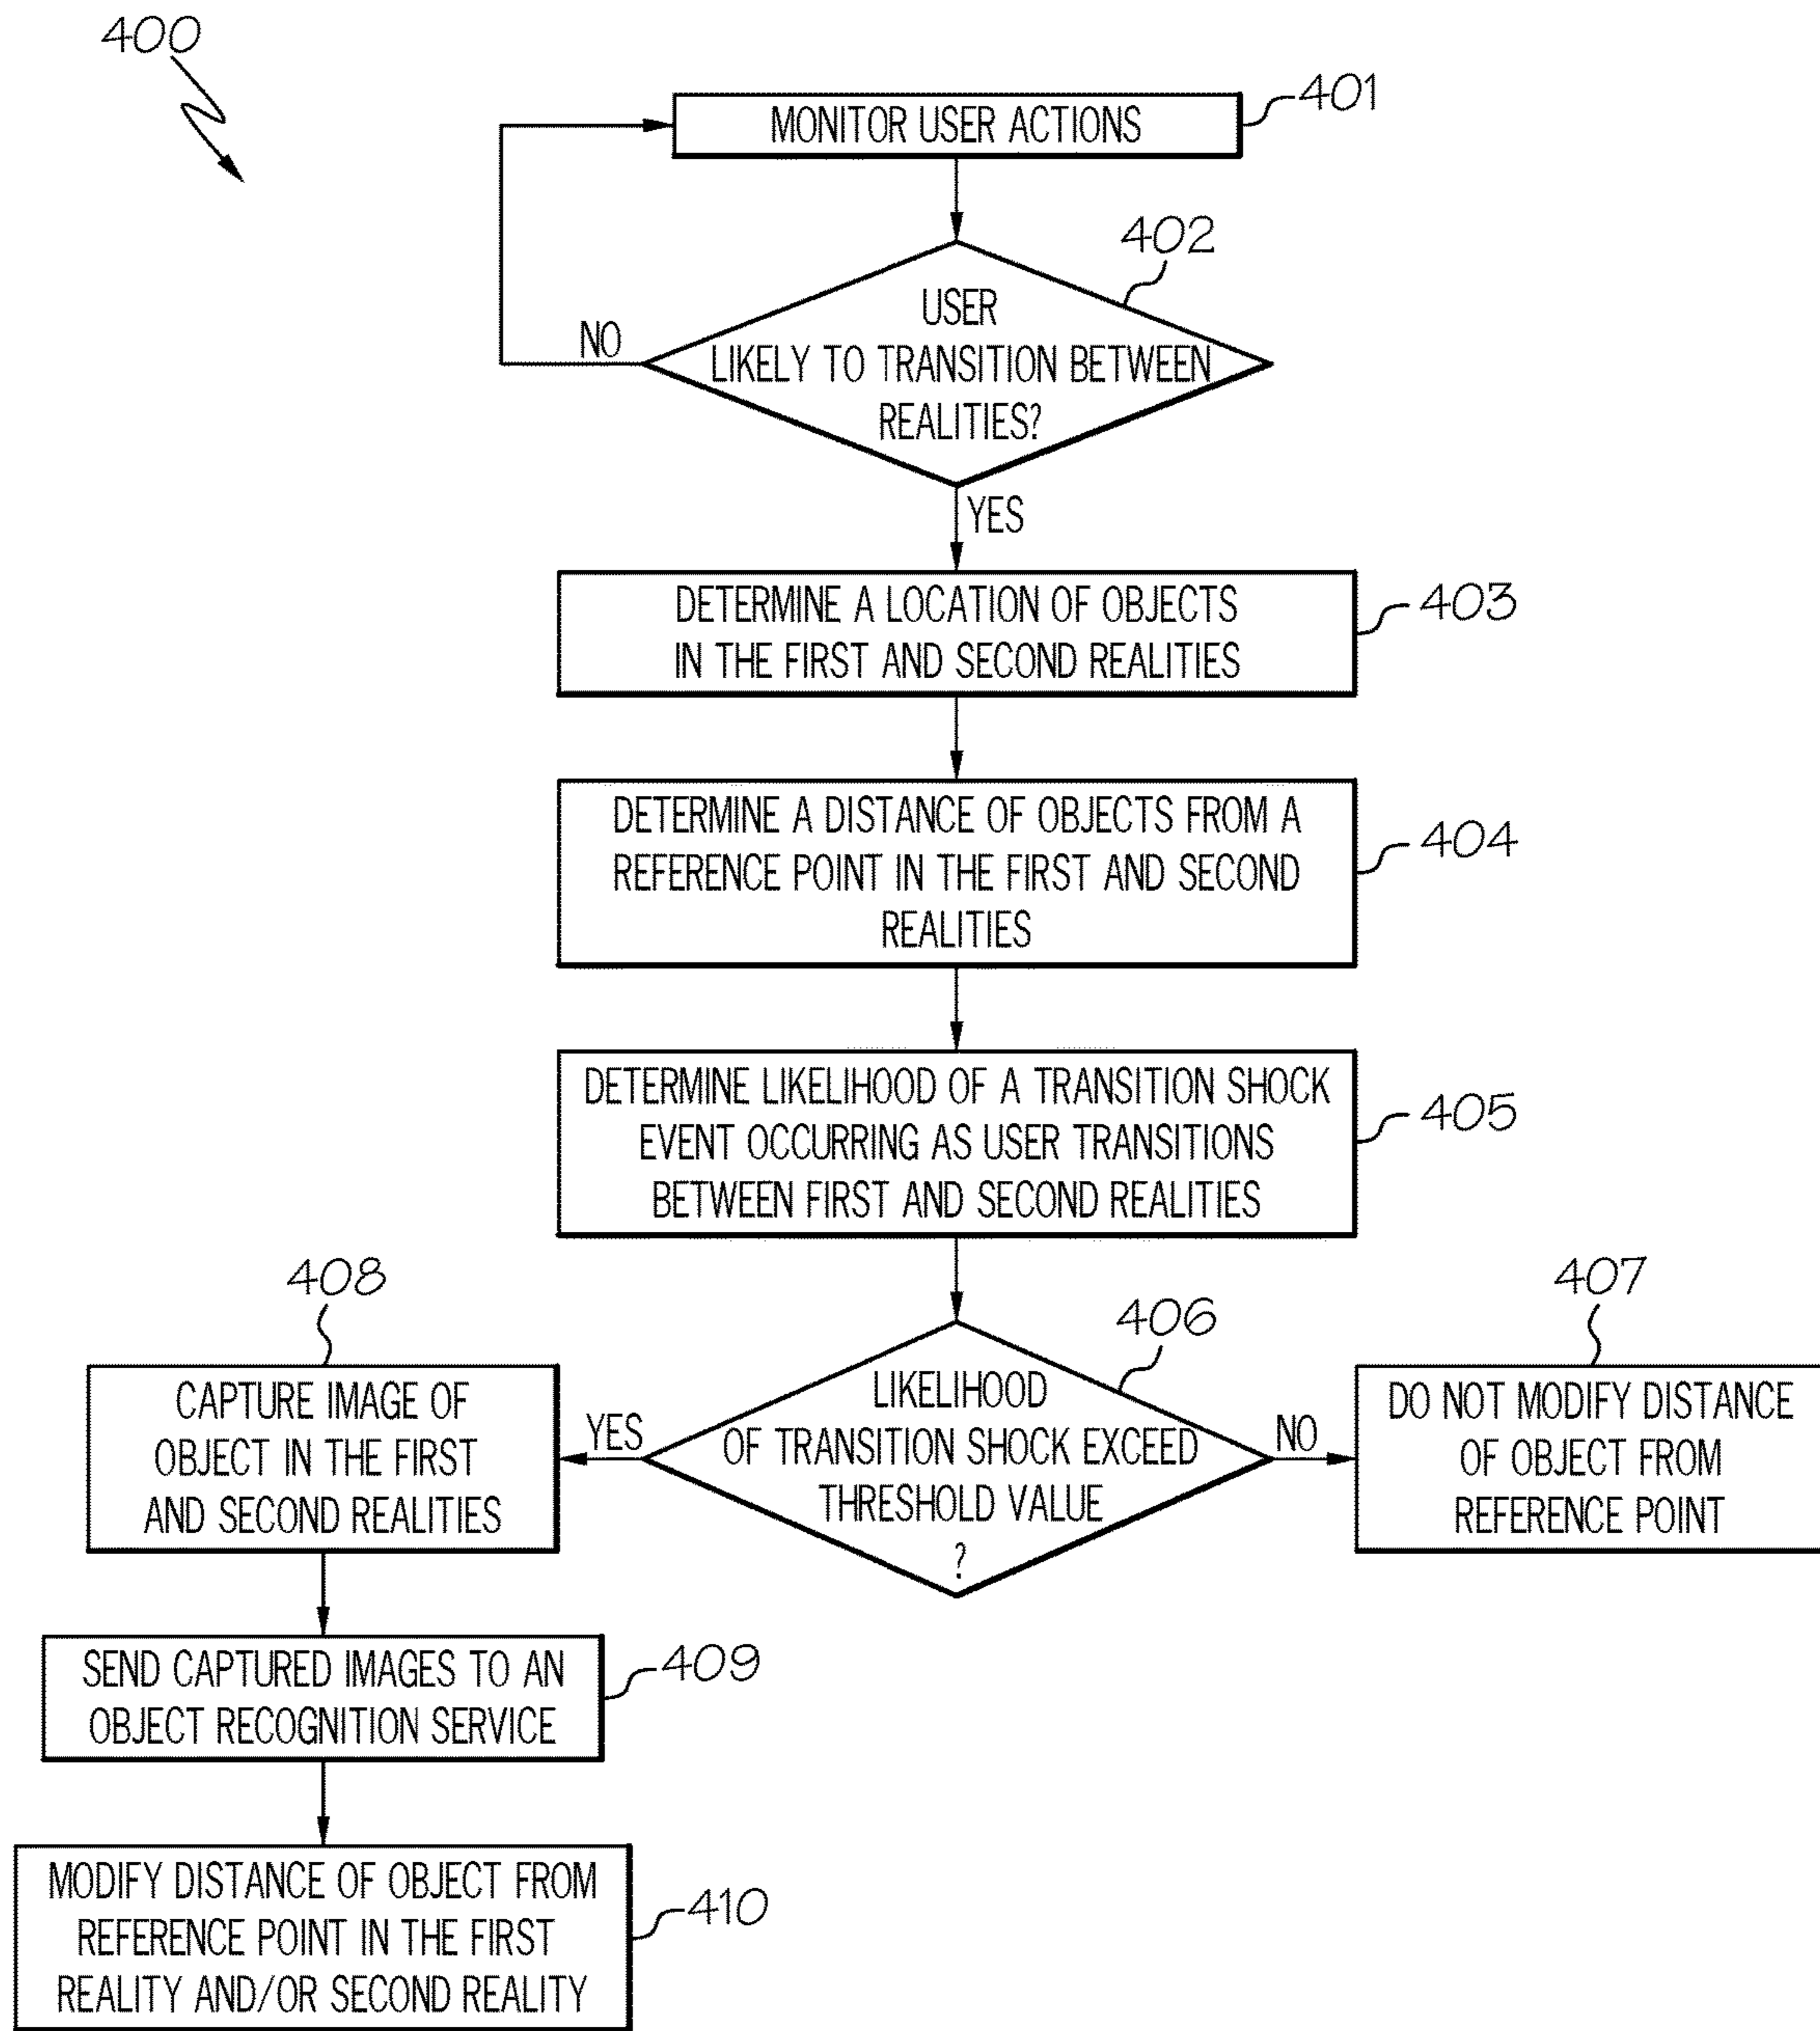 400
MONITOR USER ACTIONS
401
402
USER
LIKELY TO TRANSITION BETWEEN
REALITIES?
NO
YES
DETERMINE A LOCATION OF OBJECTS
IN THE FIRST AND SECOND REALITIES
403
DETERMINE A DISTANCE OF OBJECTS FROM A
REFERENCE POINT IN THE FIRST AND SECOND
REALITIES
404
DETERMINE LIKELIHOOD OF A TRANSITION SHOCK
EVENT OCCURRING AS USER TRANSITIONS
BETWEEN FIRST AND SECOND REALITIES
405
406
LIKELIHOOD
OF TRANSITION SHOCK EXCEED
THRESHOLD VALUE
?
NO
407
DO NOT MODIFY DISTANCE
OF OBJECT FROM
REFERENCE POINT
YES
408
CAPTURE IMAGE OF
OBJECT IN THE FIRST
AND SECOND REALITIES
SEND CAPTURED IMAGES TO AN
OBJECT RECOGNITION SERVICE
409
MODIFY DISTANCE OF OBJECT FROM
REFERENCE POINT IN THE FIRST
REALITY AND/OR SECOND REALITY
410